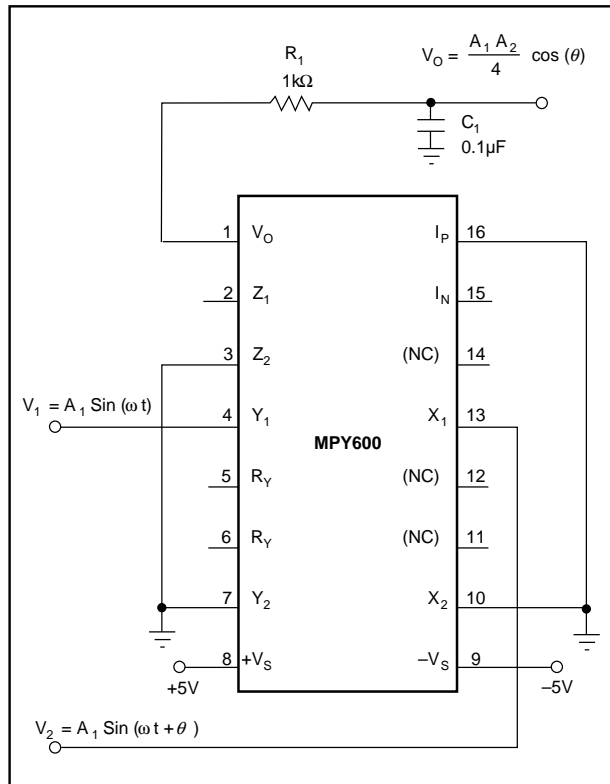 R1
1kΩ
VO = A1 A2 / 4 cos (θ)
C1
0.1µF
1 VO IP 16
2 Z1 IN 15
3 Z2 (NC) 14
V1 = A1 Sin (ω t)
4 Y1 X1 13
MPY600
5 RY (NC) 12
6 RY (NC) 11
7 Y2 X2 10
8 +VS –VS 9
+5V –5V
V2 = A1 Sin (ω t + θ )